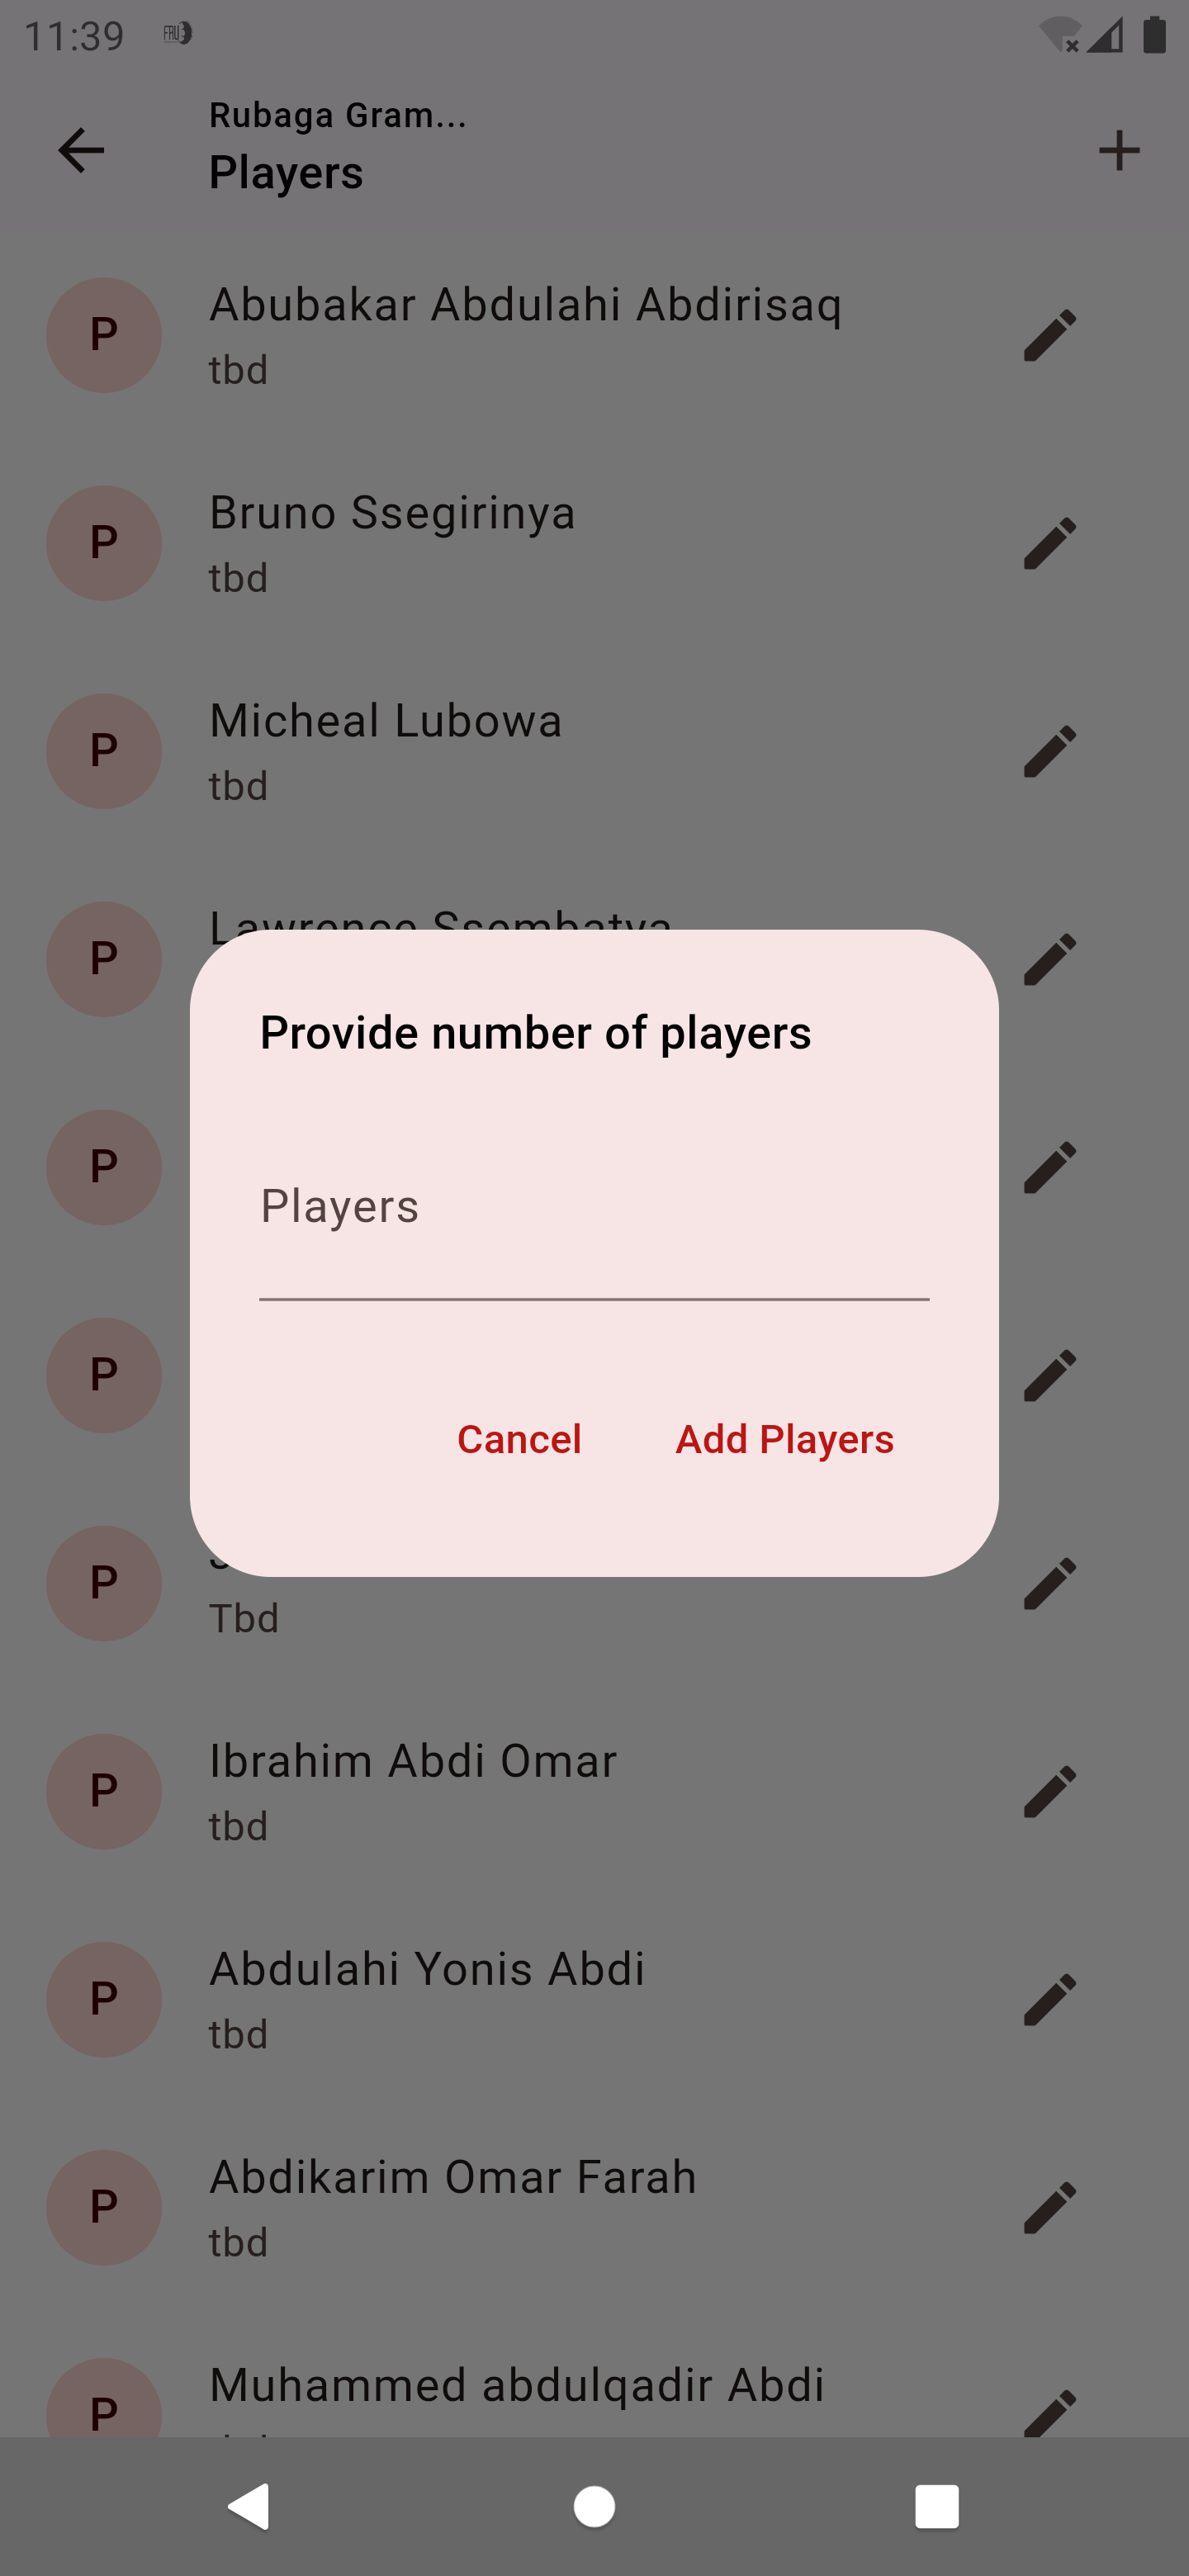 11:39
Rubaga Gram...
Players
P
Abubakar Abdulahi Abdirisaq
tbd
P
Bruno Ssegirinya
tbd
P
Micheal Lubowa
tbd
P
Lawrence Ssembatya
Provide number of players
Players
P
P
Cancel
Add Players
P
Tbd
P
Ibrahim Abdi Omar
tbd
P
Abdulahi Yonis Abdi
tbd
P
Abdikarim Omar Farah
tbd
P
Muhammed abdulqadir Abdi